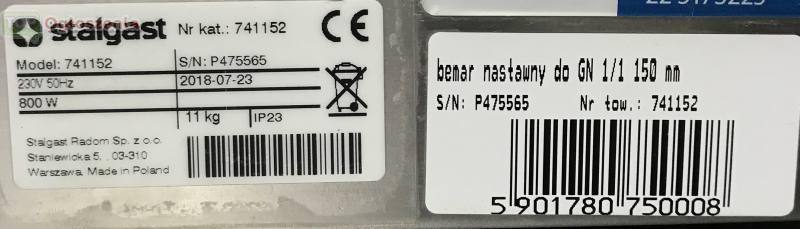 stalgast
Nr kat.: 741152
CE
Model: 741152
S/N: P475565
230V 50Hz
2018-07-23
800 W
11 kg
IP23
Stalgast Radom Sp. z o.o.
Staniewicka 5, 03-310
Warszawa. Made in Poland
bemar nastawny do GN 1/1 150 mm
S/N: P475565 Nr tow.: 741152
5 901780 750008